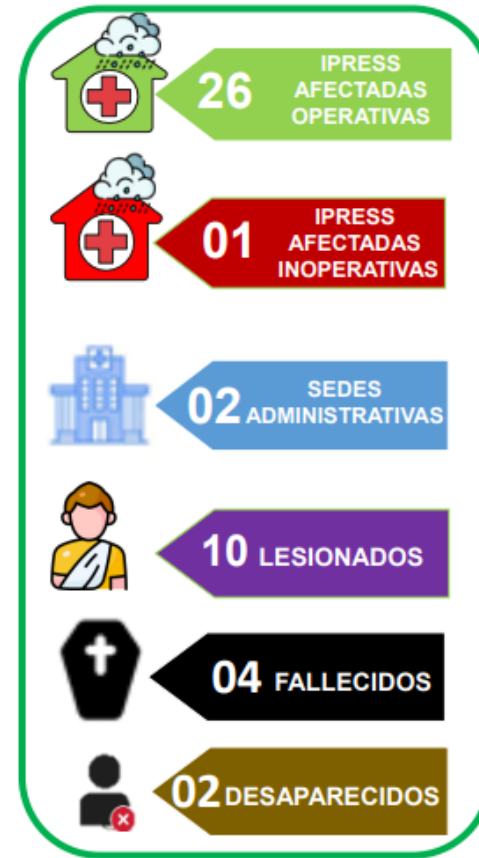 26 IPRESS
AFECTADAS
OPERATIVAS
01 IPRESS
AFECTADAS
INOPERATIVAS
02 SEDES
ADMINISTRATIVAS
10 LESIONADOS
04 FALLECIDOS
02 DESAPARECIDOS